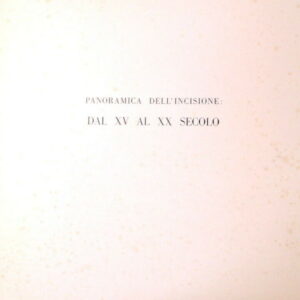 PANORAMICA DELL'INCISIONE:
DAL XV AL XX SECOLO